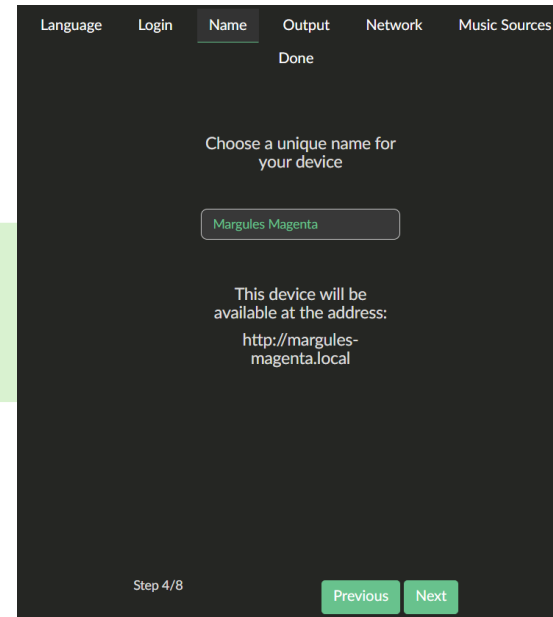 Language Login Name Output Network Music Sources
Done
Choose a unique name for
your device
Margules Magenta
This device will be
available at the address:
http://margules-
magenta.local
Step 4/8
Previous Next